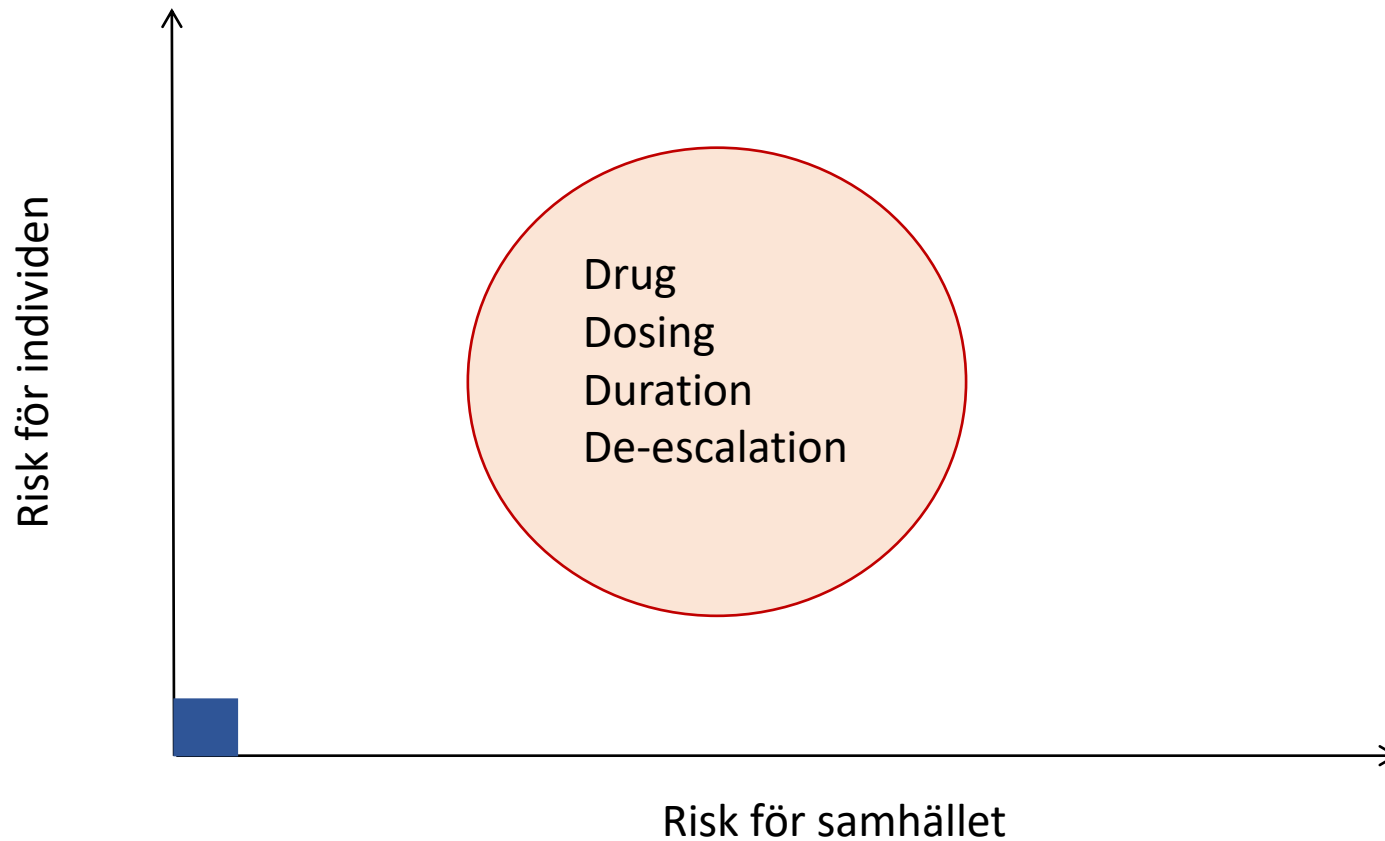 Risk för individen
Drug
Dosing
Duration
De-escalation
Risk för samhället